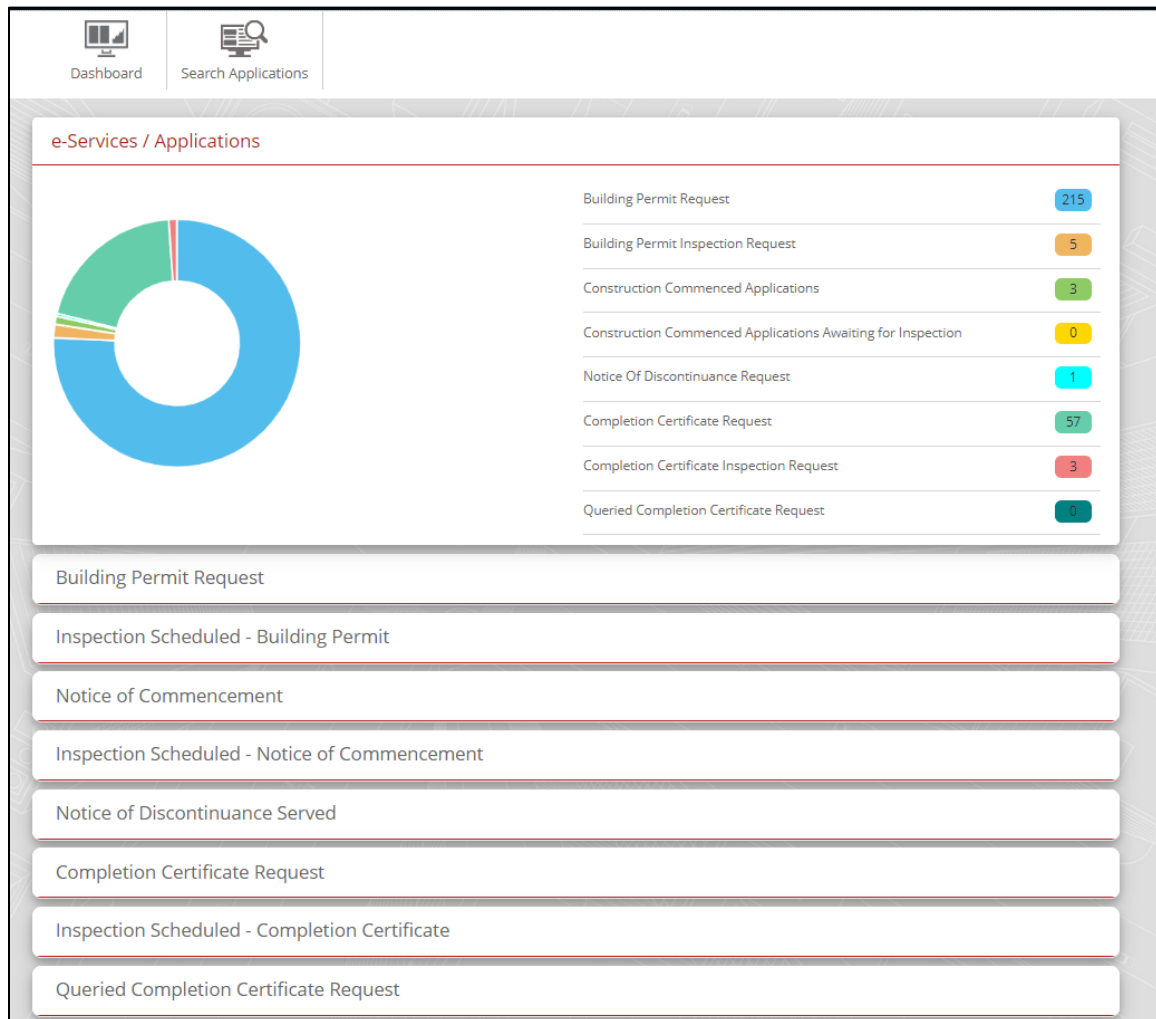 Dashboard
Search Applications
e-Services / Applications
Building Permit Request 215
Building Permit Inspection Request 5
Construction Commenced Applications 3
Construction Commenced Applications Awaiting for Inspection 0
Notice Of Discontinuance Request 1
Completion Certificate Request 57
Completion Certificate Inspection Request 3
Queried Completion Certificate Request 0
Building Permit Request
Inspection Scheduled - Building Permit
Notice of Commencement
Inspection Scheduled - Notice of Commencement
Notice of Discontinuance Served
Completion Certificate Request
Inspection Scheduled - Completion Certificate
Queried Completion Certificate Request